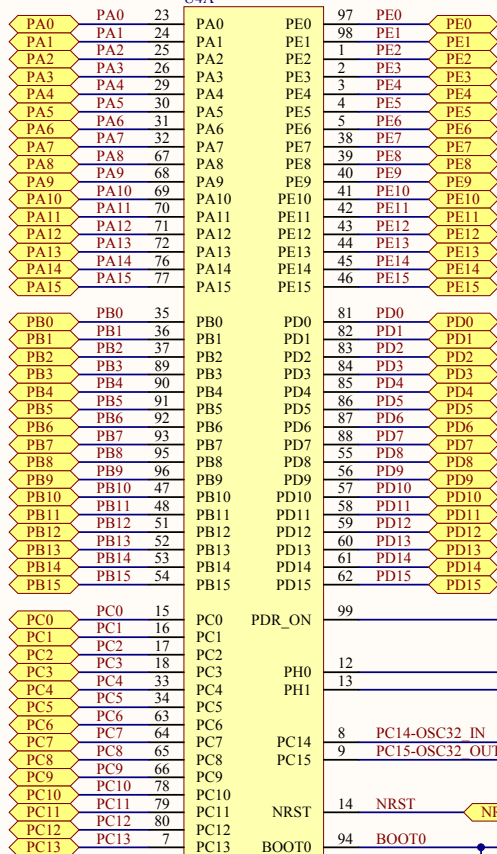 U4A
PA0 PA0 23 PA0 PE0 97 PE0 PE0
PA1 PA1 24 PA1 PE1 98 PE1 PE1
PA2 PA2 25 PA2 PE2 1 PE2 PE2
PA3 PA3 26 PA3 PE3 2 PE3 PE3
PA4 PA4 29 PA4 PE4 3 PE4 PE4
PA5 PA5 30 PA5 PE5 4 PE5 PE5
PA6 PA6 31 PA6 PE6 5 PE6 PE6
PA7 PA7 32 PA7 PE7 38 PE7 PE7
PA8 PA8 67 PA8 PE8 39 PE8 PE8
PA9 PA9 68 PA9 PE9 40 PE9 PE9
PA10 PA10 69 PA10 PE10 41 PE10 PE10
PA11 PA11 70 PA11 PE11 42 PE11 PE11
PA12 PA12 71 PA12 PE12 43 PE12 PE12
PA13 PA13 72 PA13 PE13 44 PE13 PE13
PA14 PA14 76 PA14 PE14 45 PE14 PE14
PA15 PA15 77 PA15 PE15 46 PE15 PE15
PB0 PB0 35 PB0 PD0 81 PD0 PD0
PB1 PB1 36 PB1 PD1 82 PD1 PD1
PB2 PB2 37 PB2 PD2 83 PD2 PD2
PB3 PB3 89 PB3 PD3 84 PD3 PD3
PB4 PB4 90 PB4 PD4 85 PD4 PD4
PB5 PB5 91 PB5 PD5 86 PD5 PD5
PB6 PB6 92 PB6 PD6 87 PD6 PD6
PB7 PB7 93 PB7 PD7 88 PD7 PD7
PB8 PB8 95 PB8 PD8 55 PD8 PD8
PB9 PB9 96 PB9 PD9 56 PD9 PD9
PB10 PB10 47 PB10 PD10 57 PD10 PD10
PB11 PB11 48 PB11 PD11 58 PD11 PD11
PB12 PB12 51 PB12 PD12 59 PD12 PD12
PB13 PB13 52 PB13 PD13 60 PD13 PD13
PB14 PB14 53 PB14 PD14 61 PD14 PD14
PB15 PB15 54 PB15 PD15 62 PD15 PD15
PC0 PC0 15 PC0 PDR_ON 99
PC1 PC1 16 PC1
PC2 PC2 17 PC2
PC3 PC3 18 PC3 PH0 12
PC4 PC4 33 PC4 PH1 13
PC5 PC5 34 PC5
PC6 PC6 63 PC6
PC7 PC7 64 PC7 PC14 8 PC14-OSC32_IN
PC8 PC8 65 PC8 PC15 9 PC15-OSC32_OUT
PC9 PC9 66 PC9
PC10 PC10 78 PC10
PC11 PC11 79 PC11 NRST 14 NRST
PC12 PC12 80 PC12
PC13 PC13 7 PC13 BOOT0 94 BOOT0